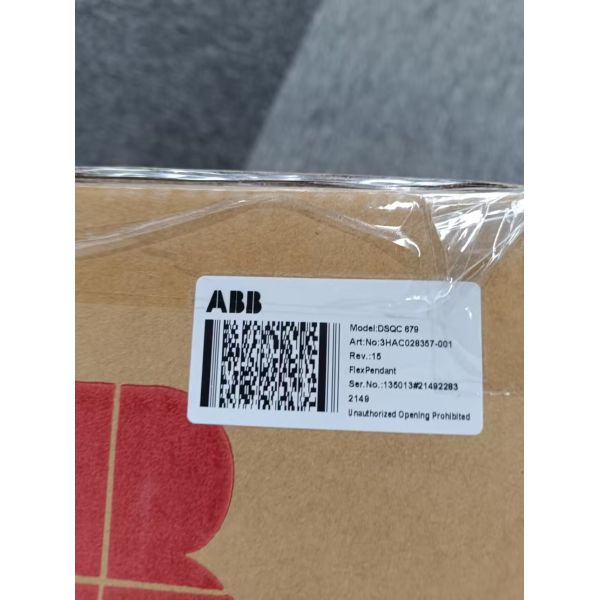 ABB
Model:DSQC 679
Art:No:3HAC028357-001
Rev.:15
FlexPendant
Ser.No.:135013#21492283
2149
Unauthorized Opening Prohibited